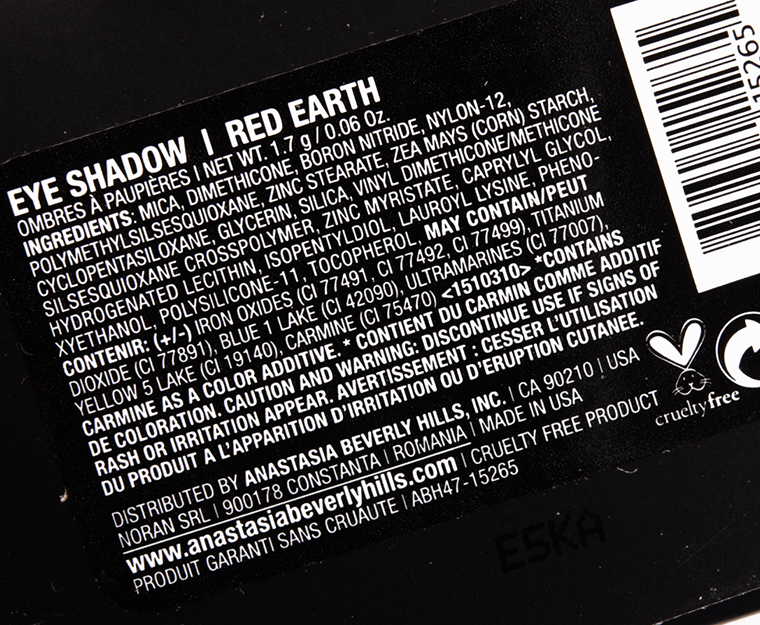 EYE SHADOW | RED EARTH
OMBRES À PAUPIÈRES | NET WT. 1.7 g / 0.06 Oz.
INGREDIENTS: MICA, DIMETHICONE, BORON NITRIDE, NYLON-12,
POLYMETHYLSILSESQUIOXANE, ZINC STEARATE, ZEA MAYS (CORN) STARCH,
CYCLOPENTASILOXANE, GLYCERIN, SILICA, VINYL DIMETHICONE/METHICONE
SILSESQUIOXANE CROSSPOLYMER, ZINC MYRISTATE, CAPRYLYL GLYCOL,
HYDROGENATED LECITHIN, ISOPENTYLDIOL, LAUROYL LYSINE, PHENO-
XYETHANOL, POLYSILICONE-11, TOCOPHEROL, MAY CONTAIN/PEUT
CONTENIR: (+/-) IRON OXIDES (CI 77491, CI 77492, CI 77499), TITANIUM
DIOXIDE (CI 77891), BLUE 1 LAKE (CI 42090), ULTRAMARINES (CI 77007),
YELLOW 5 LAKE (CI 19140), CARMINE (CI 75470) <1510310> *CONTAINS
CARMINE AS A COLOR ADDITIVE. * CONTIENT DU CARMIN COMME ADDITIF
DE COLORATION. CAUTION AND WARNING: DISCONTINUE USE IF SIGNS OF
RASH OR IRRITATION APPEAR. AVERTISSEMENT : CESSER L'UTILISATION
DU PRODUIT A L'APPARITION D'IRRITATION OU D'ERUPTION CUTANEE.
DISTRIBUTED BY ANASTASIA BEVERLY HILLS, INC. | CA 90210 | USA
NORAN SRL | 900178 CONSTANTA | ROMANIA | MADE IN USA
www.anastasiabeverlyhills.com | CRUELTY FREE PRODUCT
PRODUIT GARANTI SANS CRUAUTE | ABH47-15265
crueltyfree
15265
E5KA